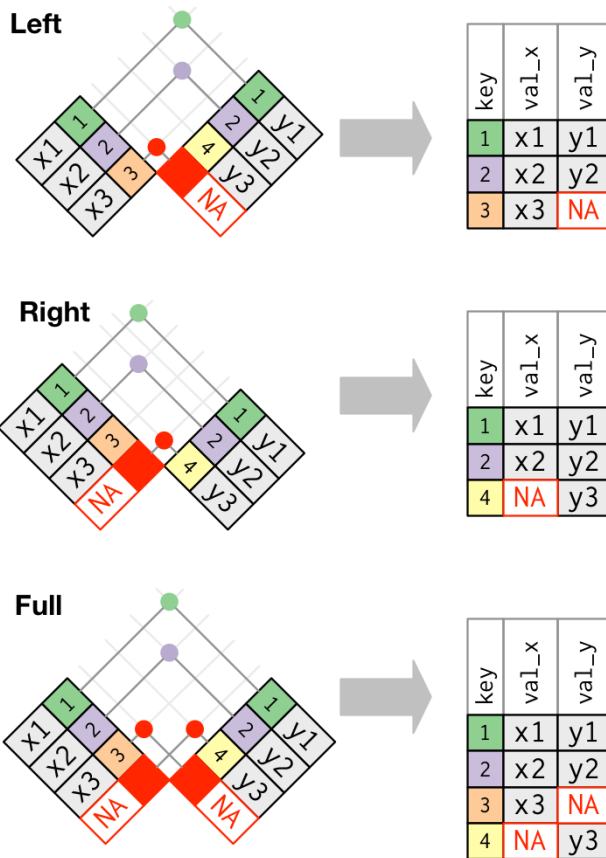 Left
1 x1
2 x2
3 x3
1 y1
2 y2
4 y3
NA
key val_x val_y
1 x1 y1
2 x2 y2
3 x3 NA
Right
1 x1
2 x2
3 x3
NA
1 y1
2 y2
4 y3
key val_x val_y
1 x1 y1
2 x2 y2
4 NA y3
Full
1 x1
2 x2
3 x3
NA
1 y1
2 y2
4 y3
NA
key val_x val_y
1 x1 y1
2 x2 y2
3 x3 NA
4 NA y3